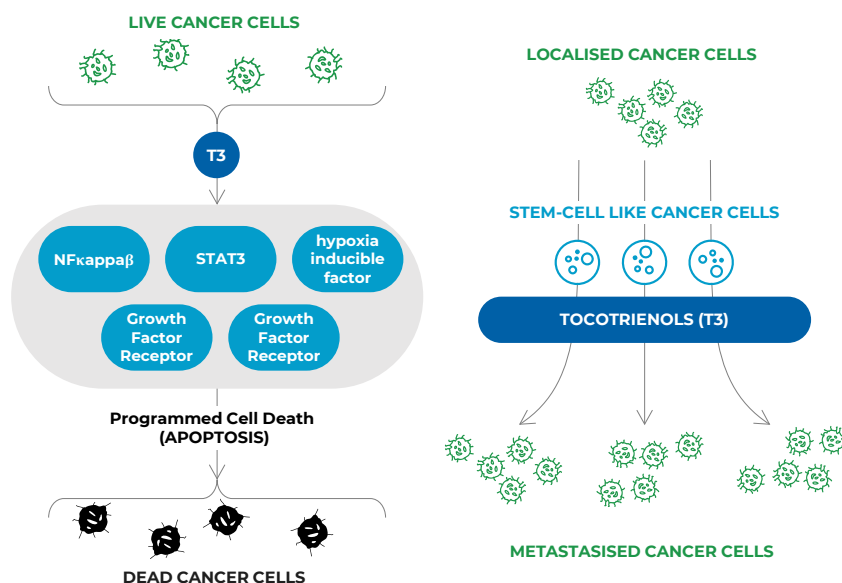 LIVE CANCER CELLS
T3
NFκappaβ
STAT3
hypoxia
inducible
factor
Growth
Factor
Receptor
Growth
Factor
Receptor
Programmed Cell Death
(APOPTOSIS)
DEAD CANCER CELLS
LOCALISED CANCER CELLS
STEM-CELL LIKE CANCER CELLS
TOCOTRIENOLS (T3)
METASTASISED CANCER CELLS